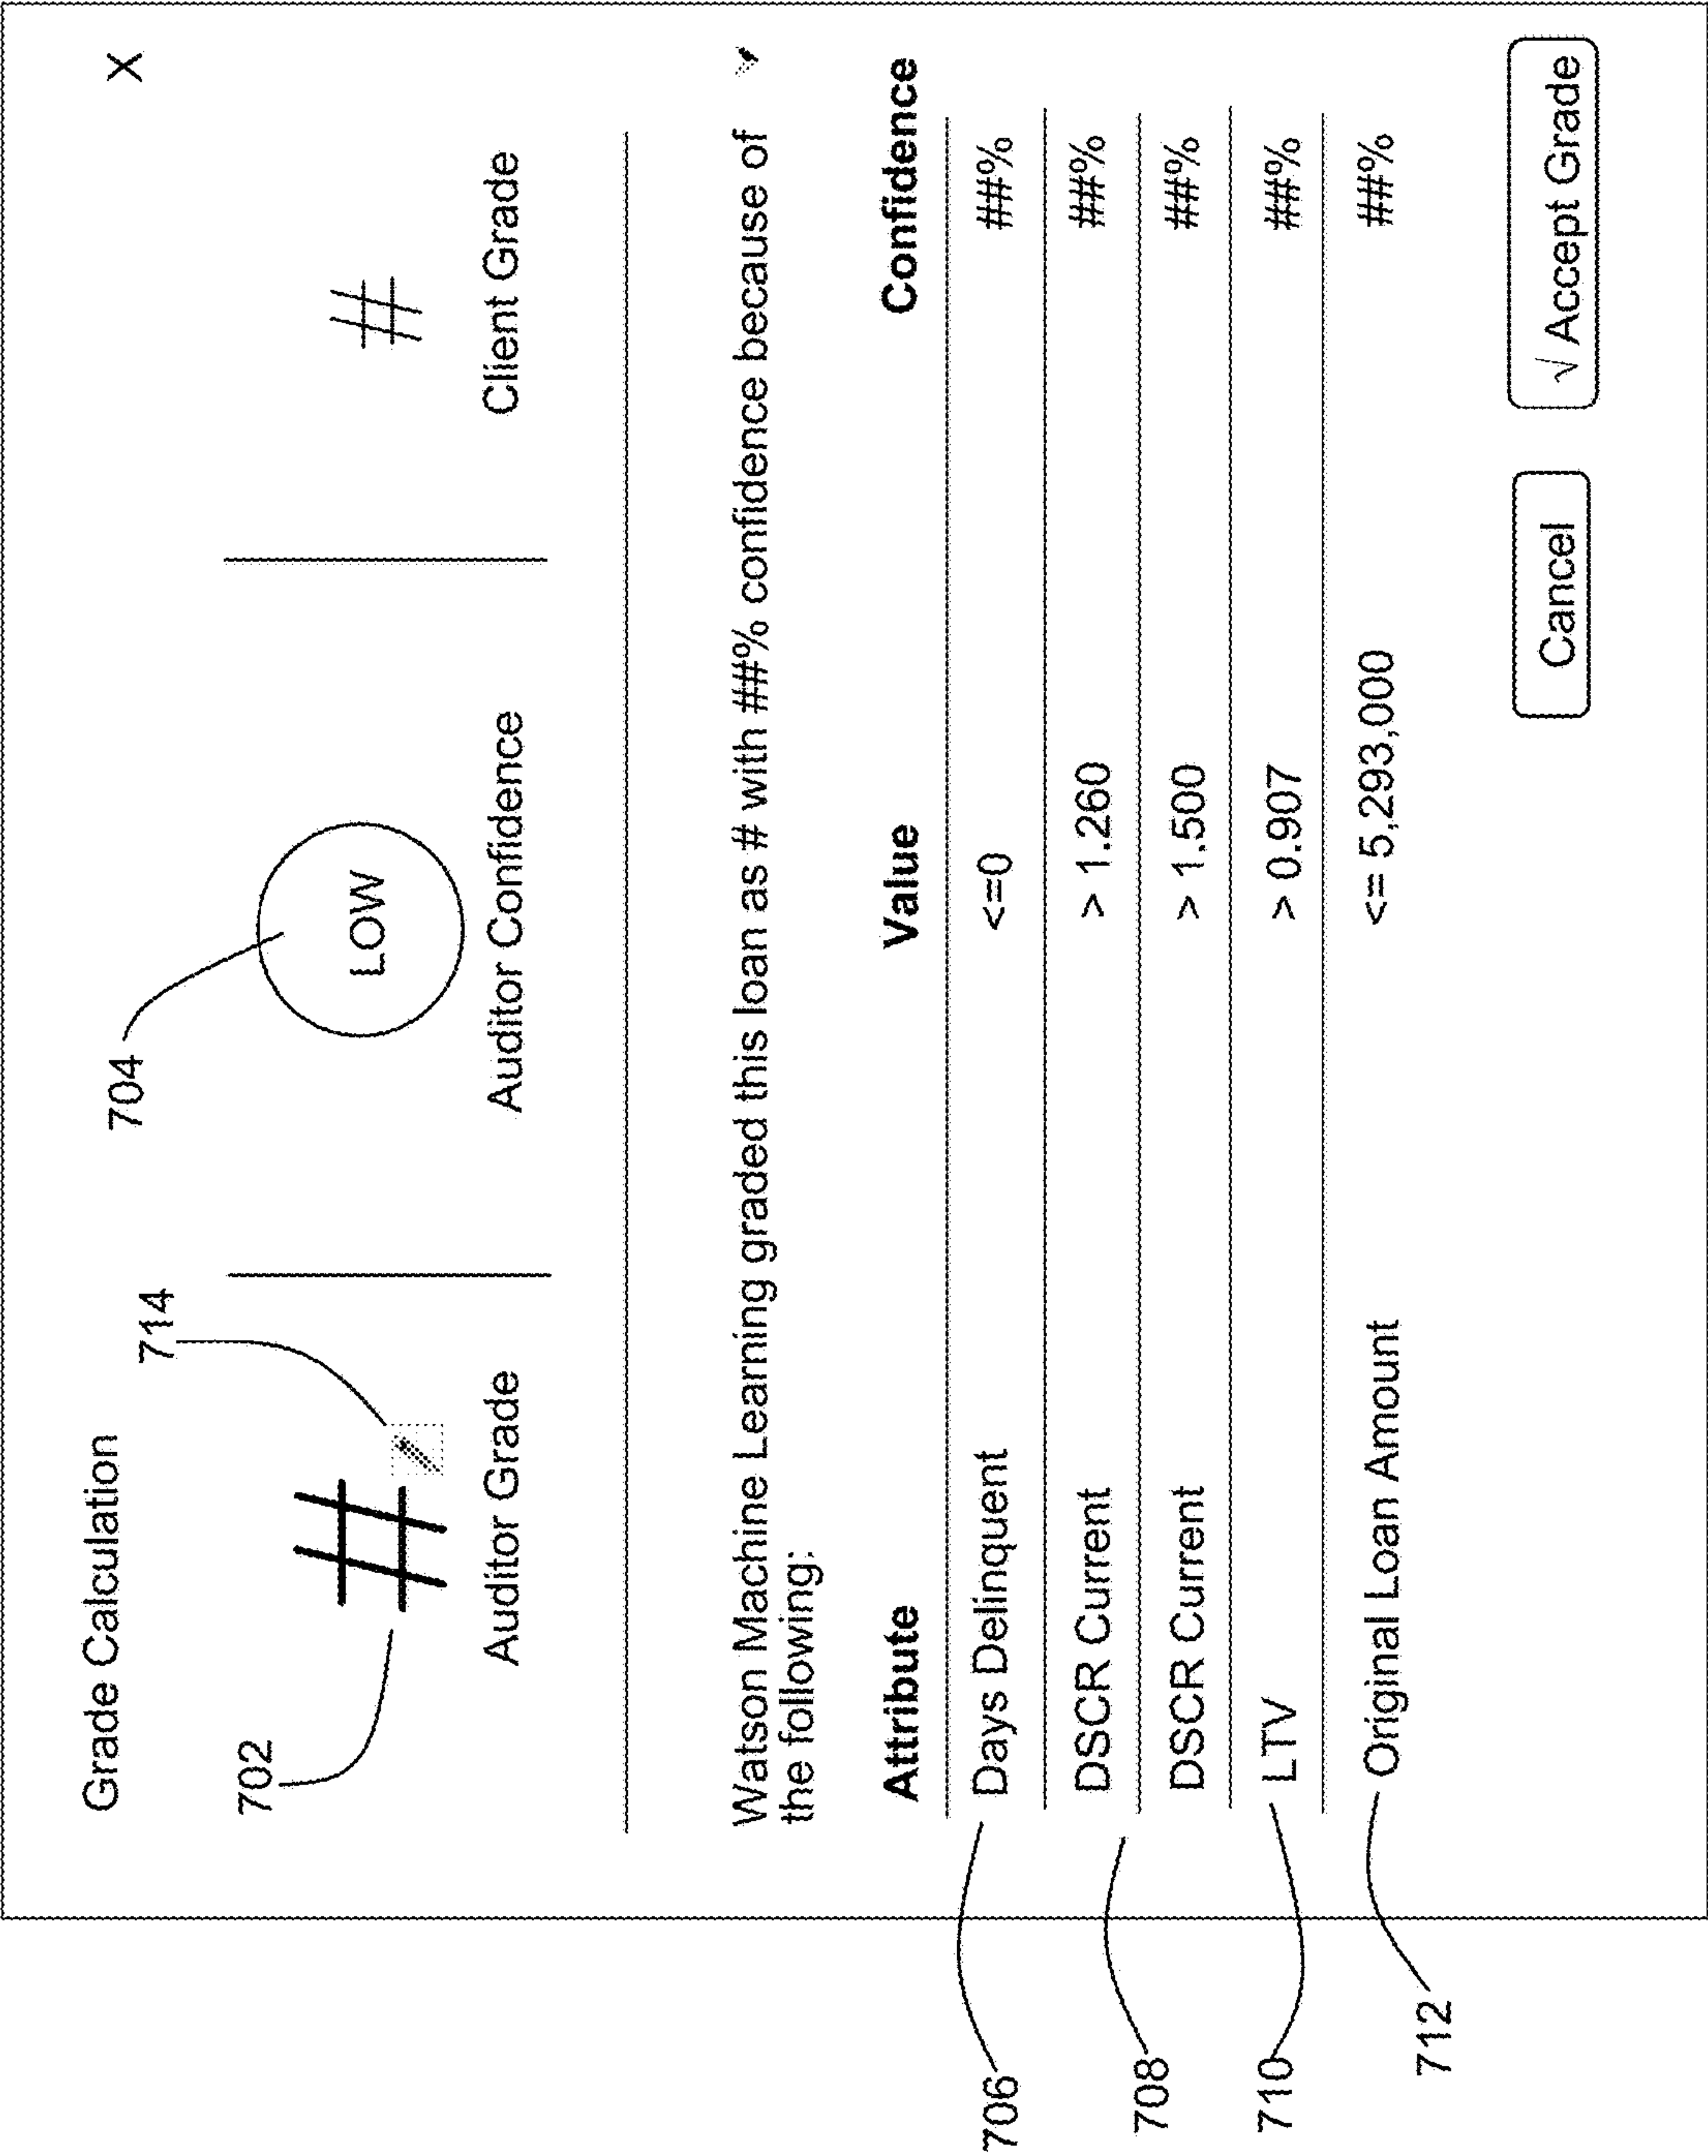 Grade Calculation
X
702
714
704
#
LOW
#
Auditor Grade
Auditor Confidence
Client Grade
Watson Machine Learning graded this loan as # with ##% confidence because of
the following:
Attribute Value Confidence
706 Days Delinquent <=0 ##%
708 DSCR Current > 1.260 ##%
DSCR Current > 1.500 ##%
710 LTV > 0.907 ##%
712 Original Loan Amount <= 5,293,000 ##%
Cancel
√ Accept Grade